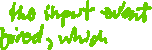 the input event
fired, which